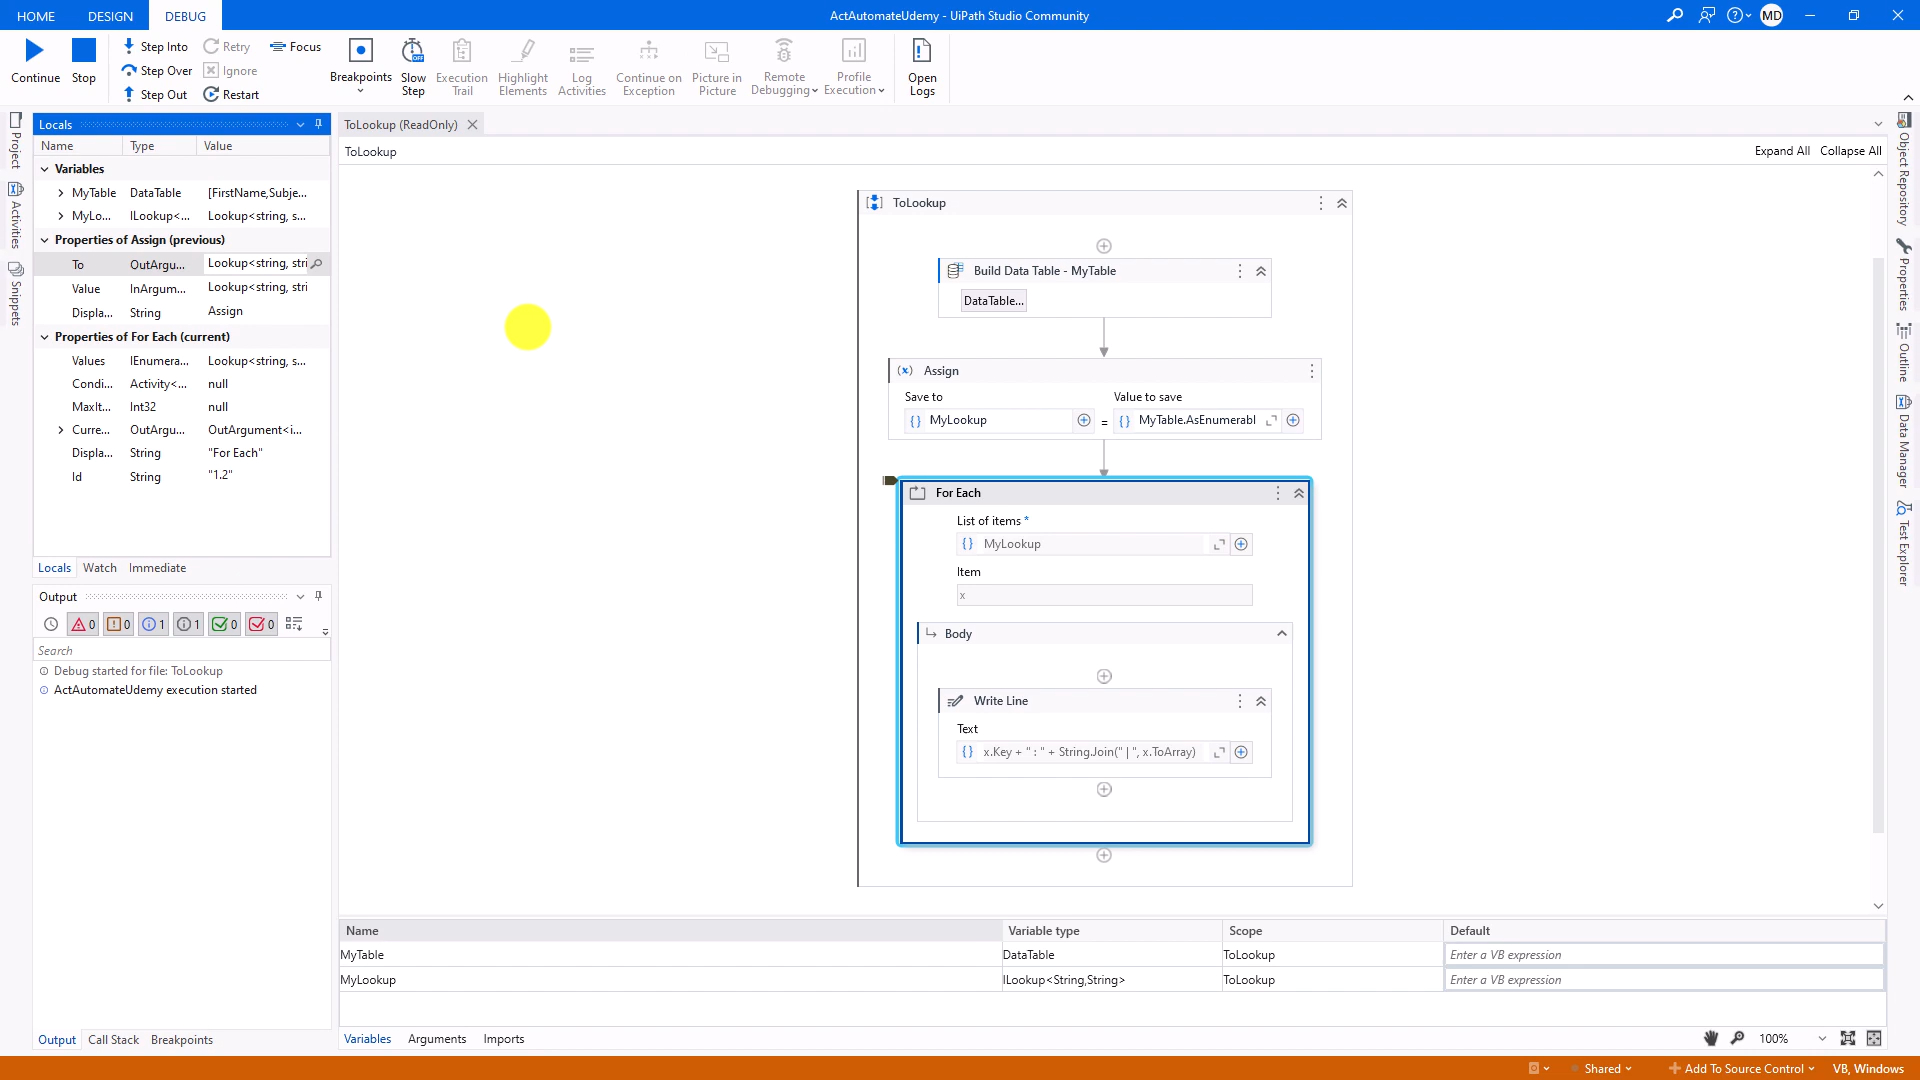 HOME DESIGN DEBUG
ActAutomateUdemy - UiPath Studio Community
MD
Continue
Stop
Step Into
Step Over
Step Out
Retry
Ignore
Restart
Focus
Breakpoints
Slow Step
Execution Trail
Highlight Elements
Log Activities
Continue on Exception
Picture in Picture
Remote Debugging
Profile Execution
Open Logs
Project
Activities
Snippets
Locals
Name Type Value
Variables
MyTable DataTable [FirstName,Subje...
MyLo... ILookup<... Lookup<string, s...
Properties of Assign (previous)
To OutArgu... Lookup<string, stri
Value InArgum... Lookup<string, stri
Displa... String Assign
Properties of For Each (current)
Values IEnumera... Lookup<string, s...
Condi... Activity<... null
MaxIt... Int32 null
Curre... OutArgu... OutArgument<i...
Displa... String "For Each"
Id String "1.2"
Locals Watch Immediate
Output
0 0 1 1 0 0
Search
Debug started for file: ToLookup
ActAutomateUdemy execution started
Output Call Stack Breakpoints
ToLookup (ReadOnly)
ToLookup
Expand All Collapse All
ToLookup
Build Data Table - MyTable
DataTable...
Assign
Save to Value to save
MyLookup = MyTable.AsEnumerabl
For Each
List of items *
MyLookup
Item
x
Body
Write Line
Text
x.Key + " : " + String.Join(" | ", x.ToArray)
Name Variable type Scope Default
MyTable DataTable ToLookup Enter a VB expression
MyLookup ILookup<String,String> ToLookup Enter a VB expression
Variables Arguments Imports
100%
Object Repository
Properties
Outline
Data Manager
Test Explorer
Shared
Add To Source Control
VB, Windows